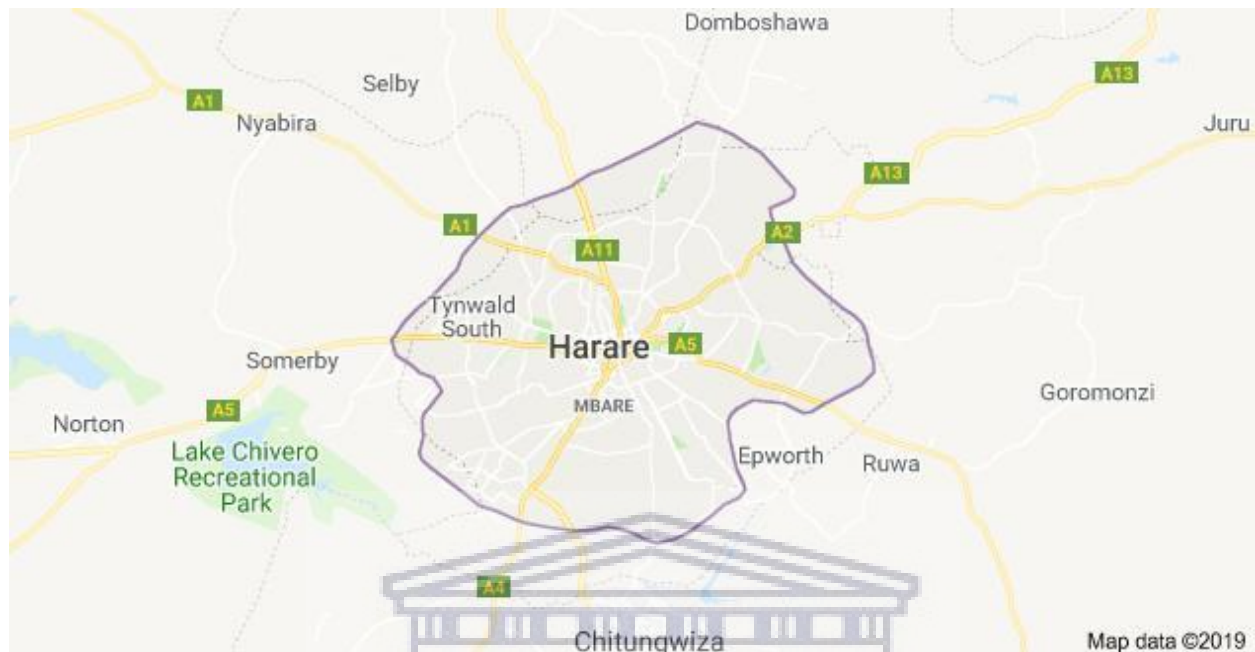 Domboshawa
Selby
A13
A1
Nyabira
Juru
A13
A1
A2
A11
Tynwald
South
Harare
A5
Somerby
Goromonzi
MBARE
A5
Norton
Lake Chivero
Recreational
Park
Epworth
Ruwa
A4
Chitungwiza
Map data ©2019